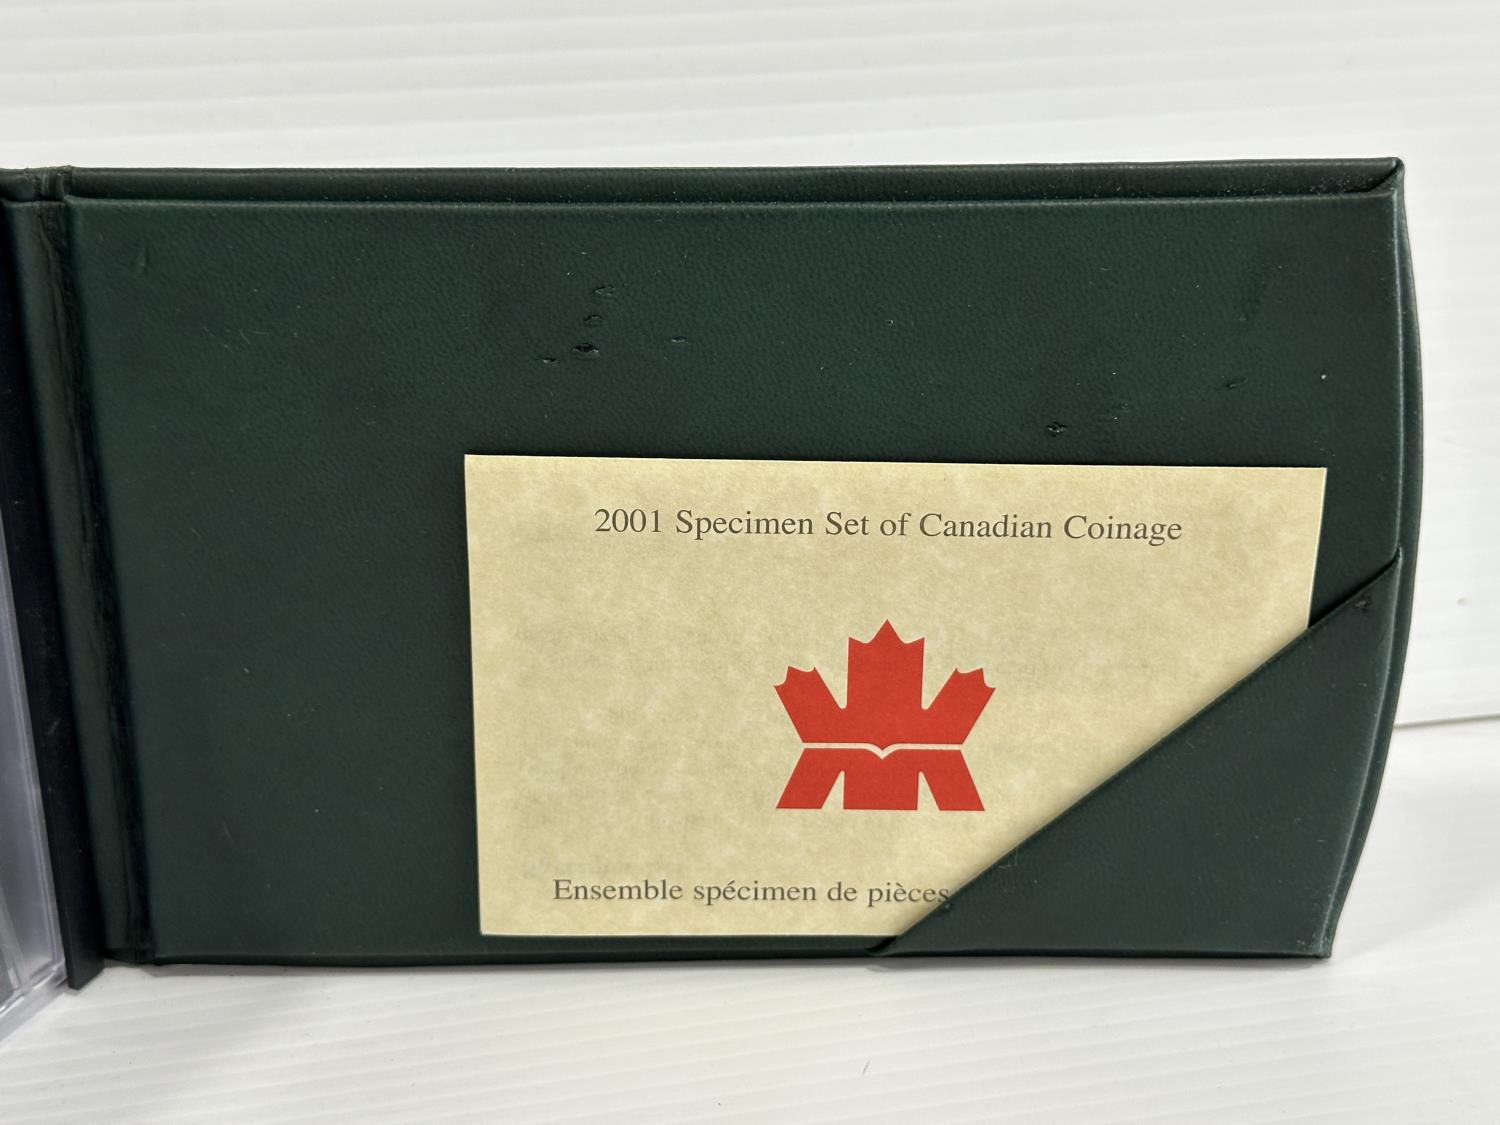 2001 Specimen Set of Canadian Coinage
Ensemble spécimen de pièces